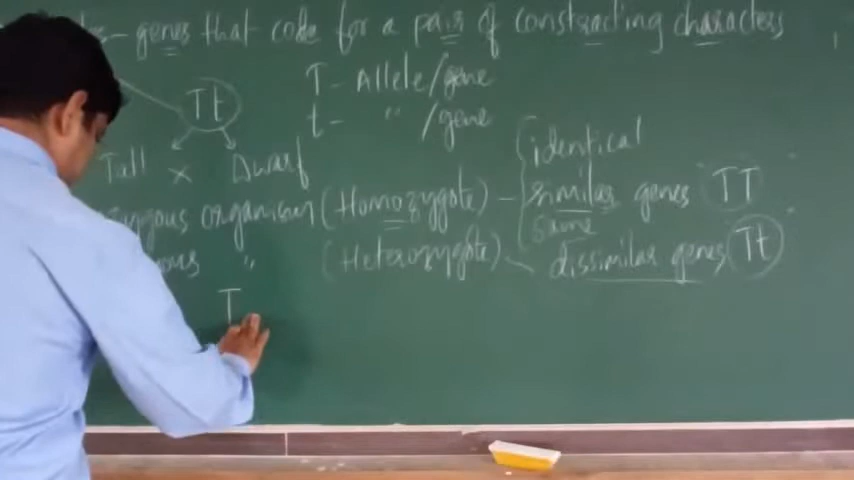 genes that code for a pair of constracting characters
Tt
T - Allele/gene
t - " /gene
Tall × Dwarf
identical
zygous organism (Homozygote) - similar genes TT
same
ous " (Heterozygote) - dissimilar genes Tt
T